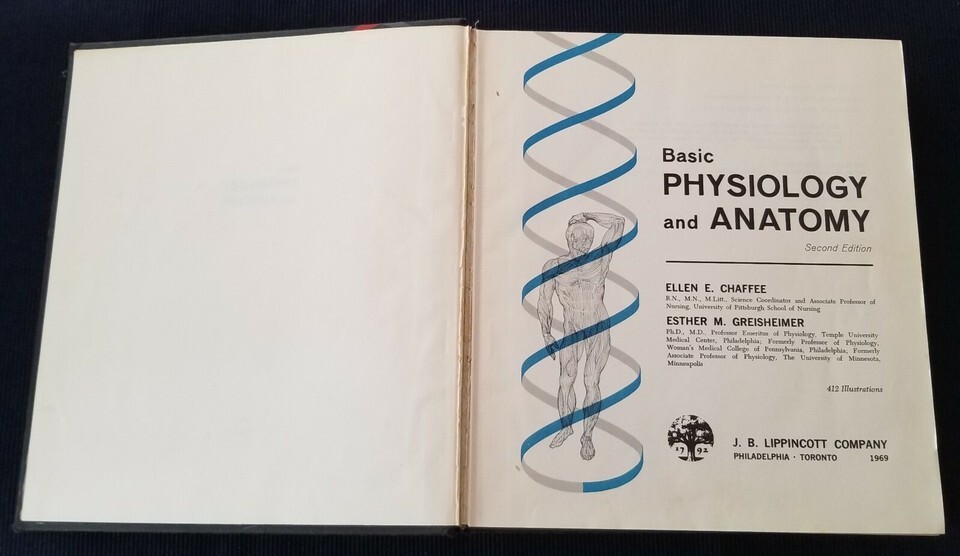 Basic
PHYSIOLOGY
and ANATOMY
Second Edition
ELLEN E. CHAFFEE
R.N., M.N., M.Litt., Science Coordinator and Associate Professor of
Nursing, University of Pittsburgh School of Nursing
ESTHER M. GREISHEIMER
Ph.D., M.D., Professor Emeritus of Physiology, Temple University
Medical Center, Philadelphia; Formerly Professor of Physiology,
Woman's Medical College of Pennsylvania, Philadelphia; Formerly
Associate Professor of Physiology, The University of Minnesota,
Minneapolis
412 Illustrations
1792
J. B. LIPPINCOTT COMPANY
PHILADELPHIA · TORONTO 1969